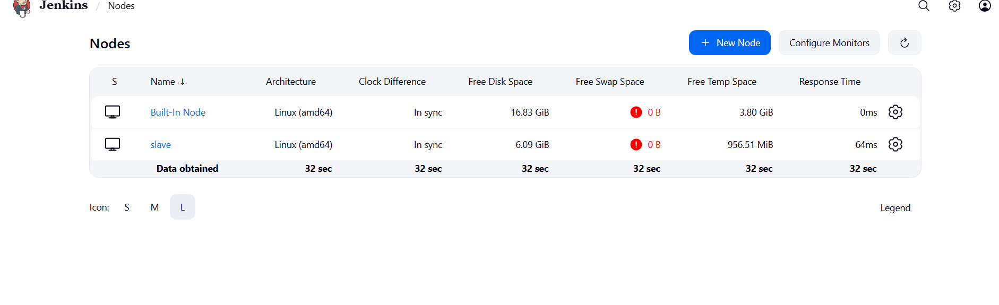 Jenkins / Nodes
Nodes
+ New Node Configure Monitors
S Name ↓ Architecture Clock Difference Free Disk Space Free Swap Space Free Temp Space Response Time
Built-In Node Linux (amd64) In sync 16.83 GiB ! 0 B 3.80 GiB 0ms
slave Linux (amd64) In sync 6.09 GiB ! 0 B 956.51 MiB 64ms
Data obtained 32 sec 32 sec 32 sec 32 sec 32 sec 32 sec
Icon: S M L Legend